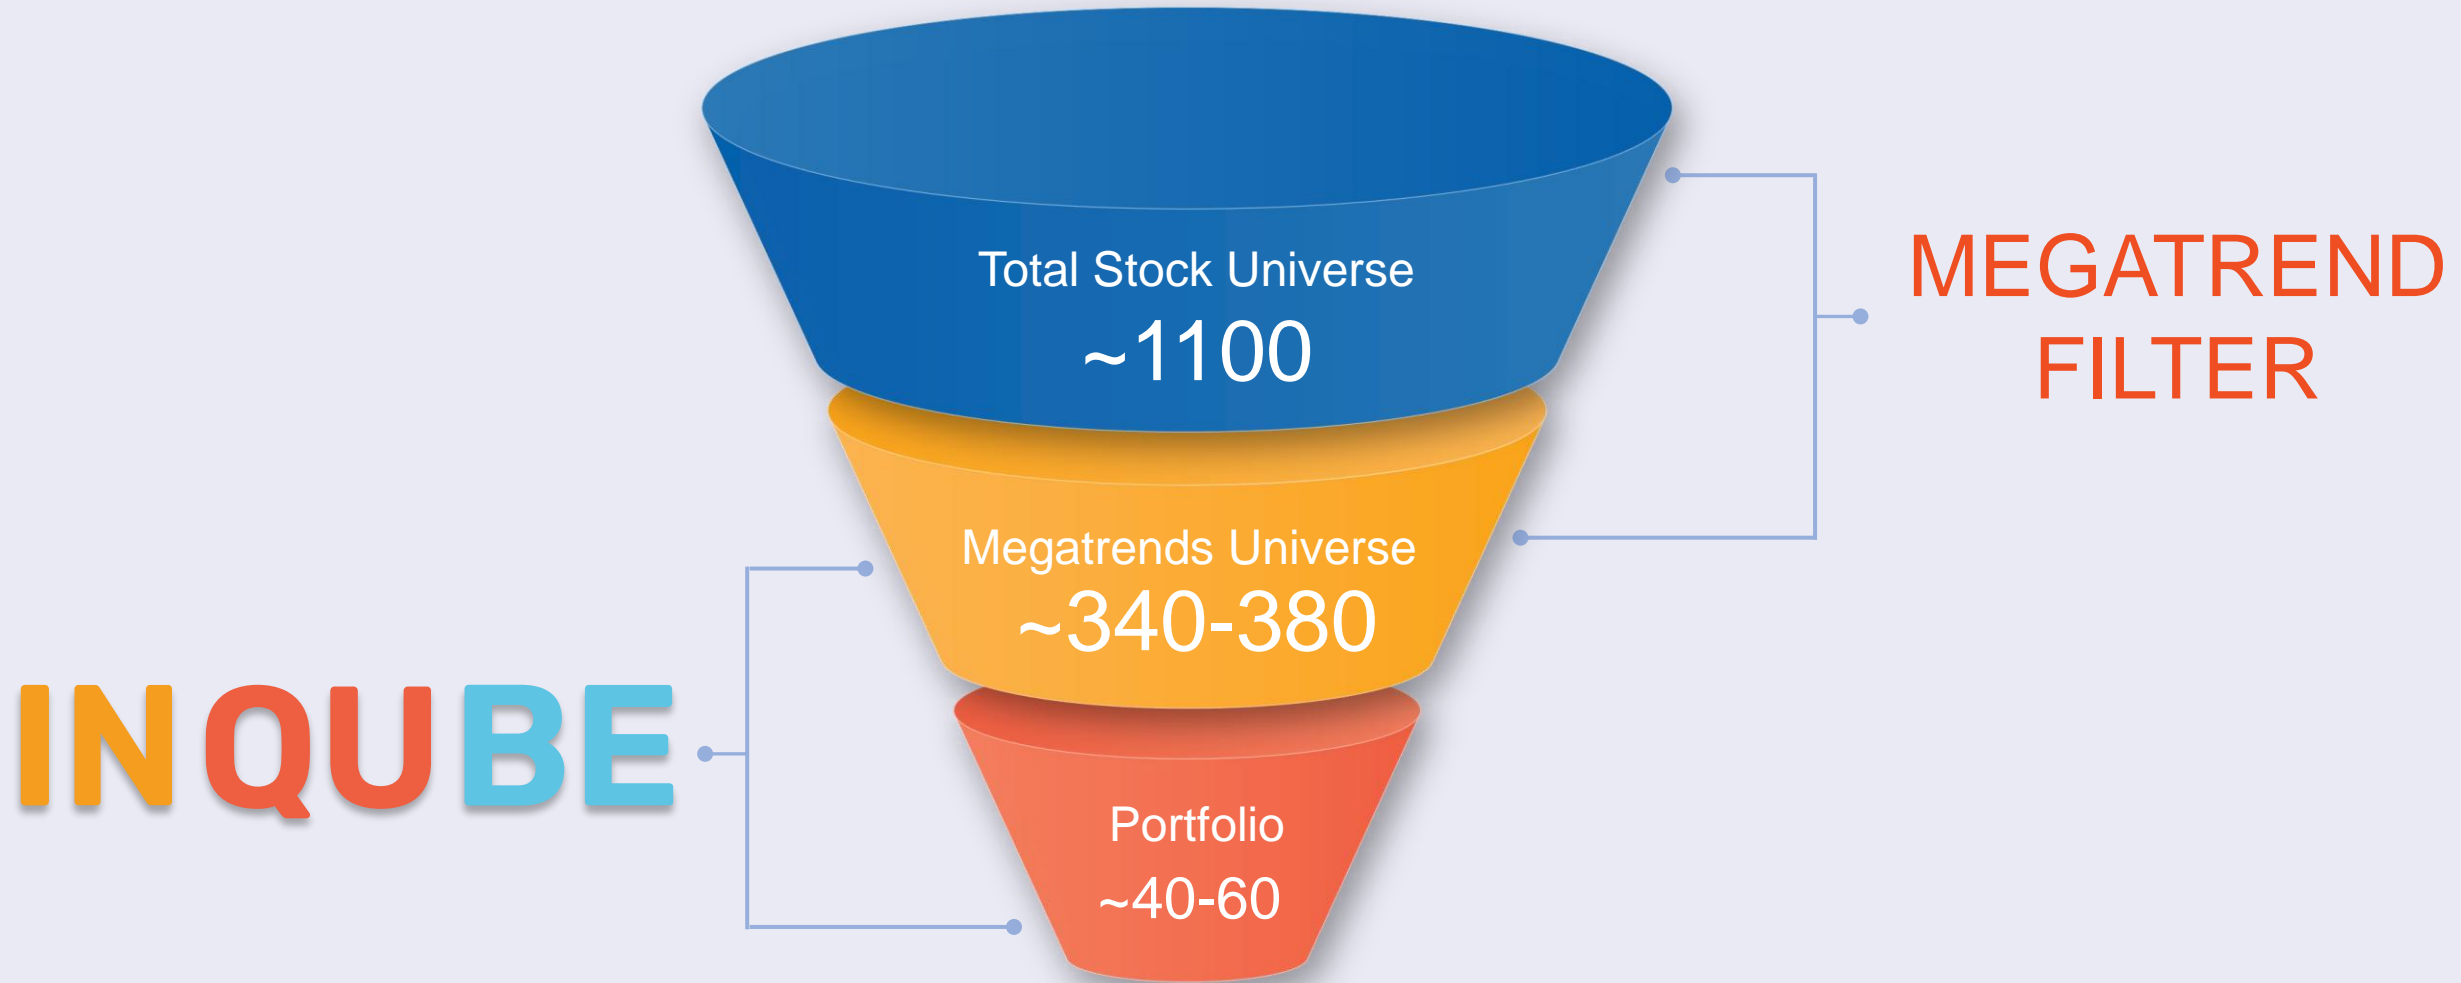 Total Stock Universe
~1100
MEGATREND
FILTER
Megatrends Universe
~340-380
INQUBE
Portfolio
~40-60